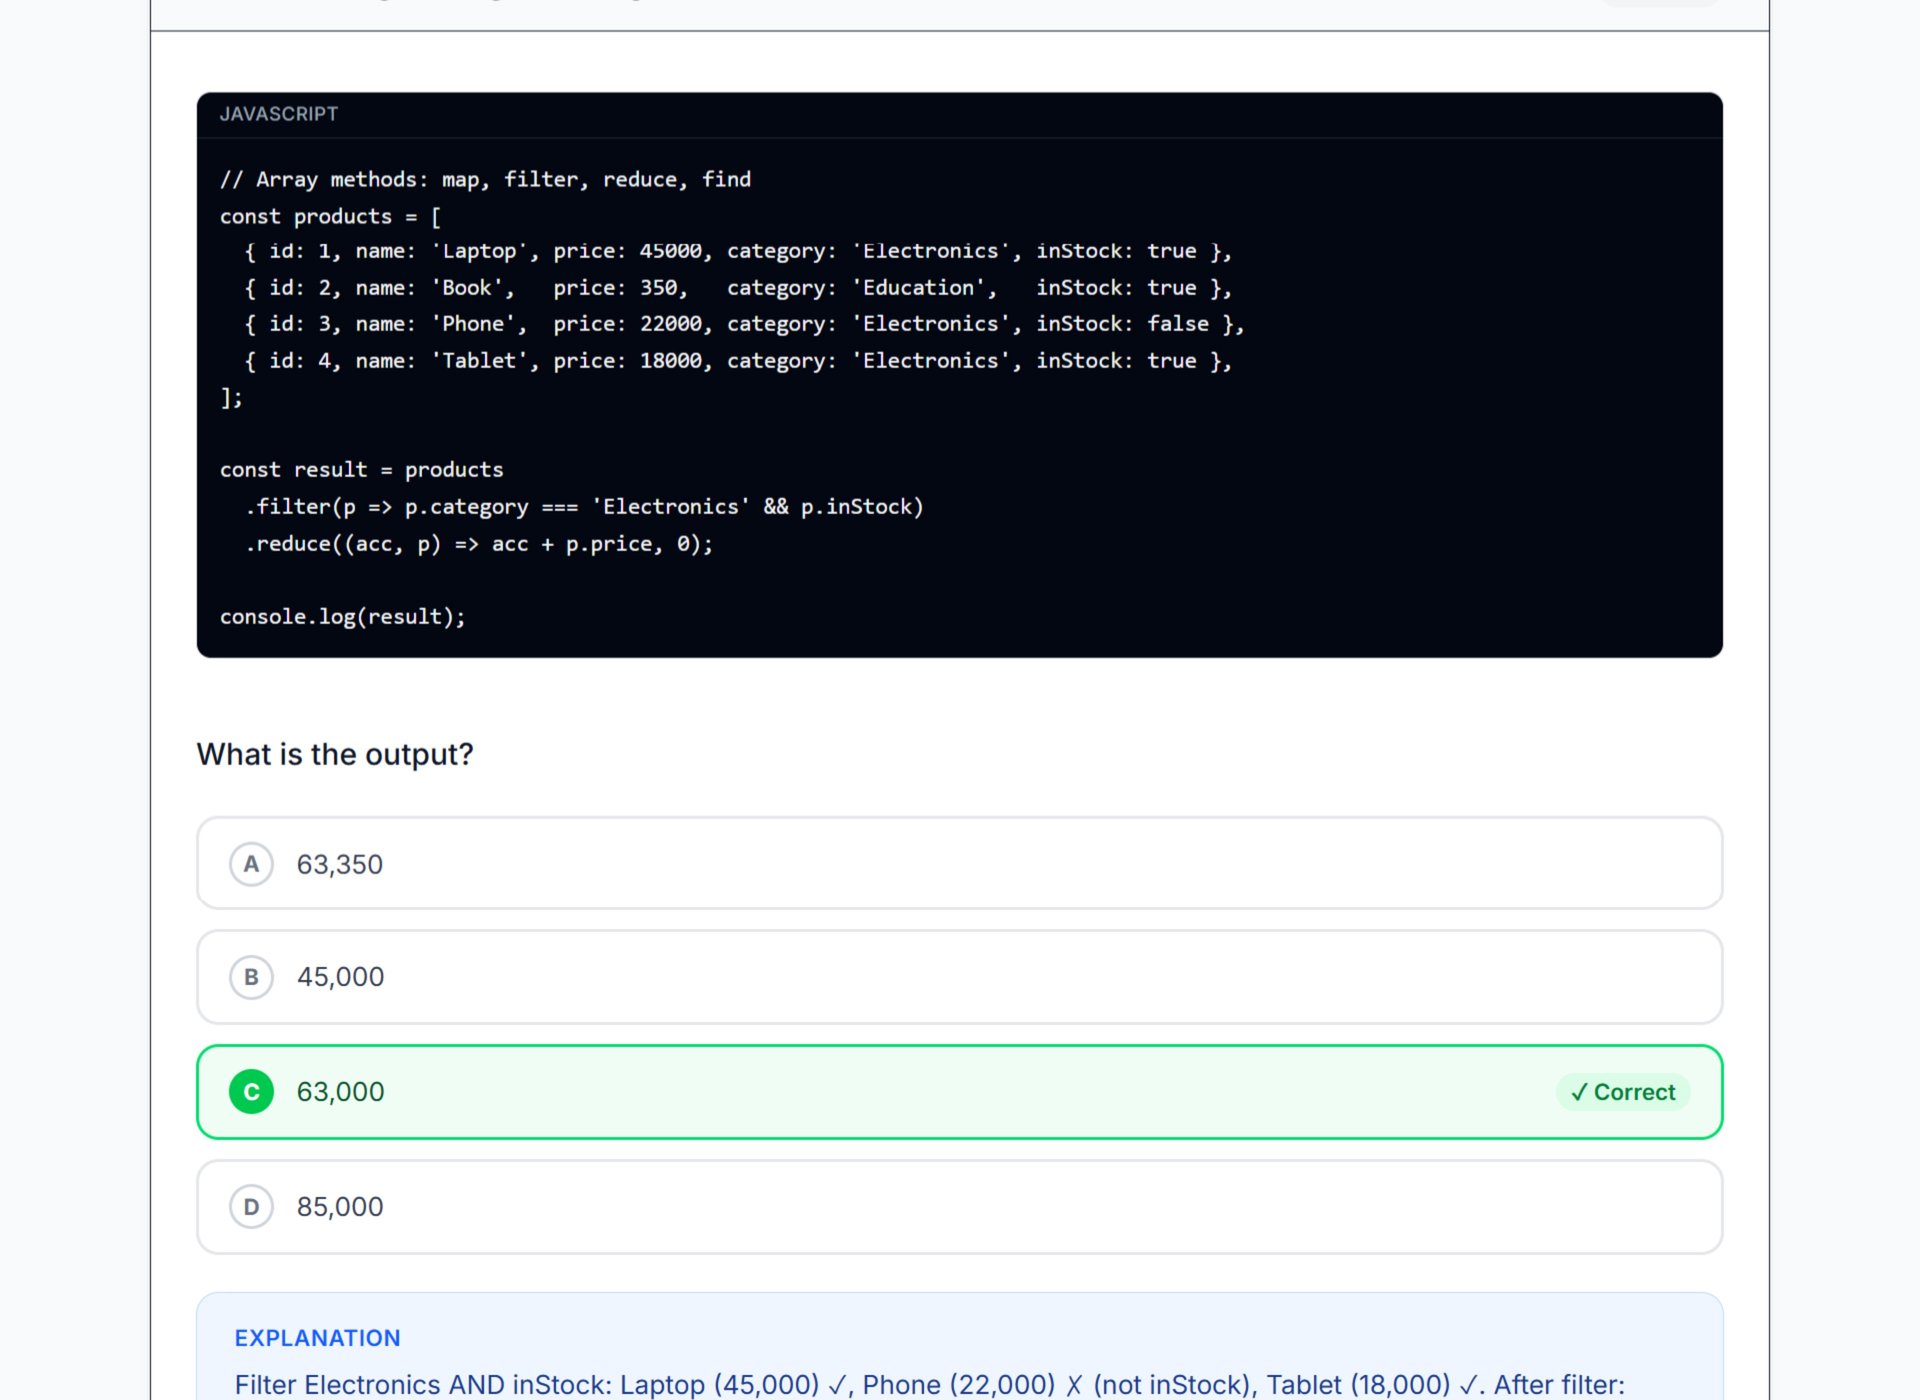 JAVASCRIPT
// Array methods: map, filter, reduce, find
const products = [
  { id: 1, name: 'Laptop', price: 45000, category: 'Electronics', inStock: true },
  { id: 2, name: 'Book',   price: 350,   category: 'Education',   inStock: true },
  { id: 3, name: 'Phone',  price: 22000, category: 'Electronics', inStock: false },
  { id: 4, name: 'Tablet', price: 18000, category: 'Electronics', inStock: true },
];
const result = products
  .filter(p => p.category === 'Electronics' && p.inStock)
  .reduce((acc, p) => acc + p.price, 0);
console.log(result);
What is the output?
A 63,350
B 45,000
C 63,000 ✓ Correct
D 85,000
EXPLANATION
Filter Electronics AND inStock: Laptop (45,000) ✓, Phone (22,000) ✗ (not inStock), Tablet (18,000) ✓. After filter: